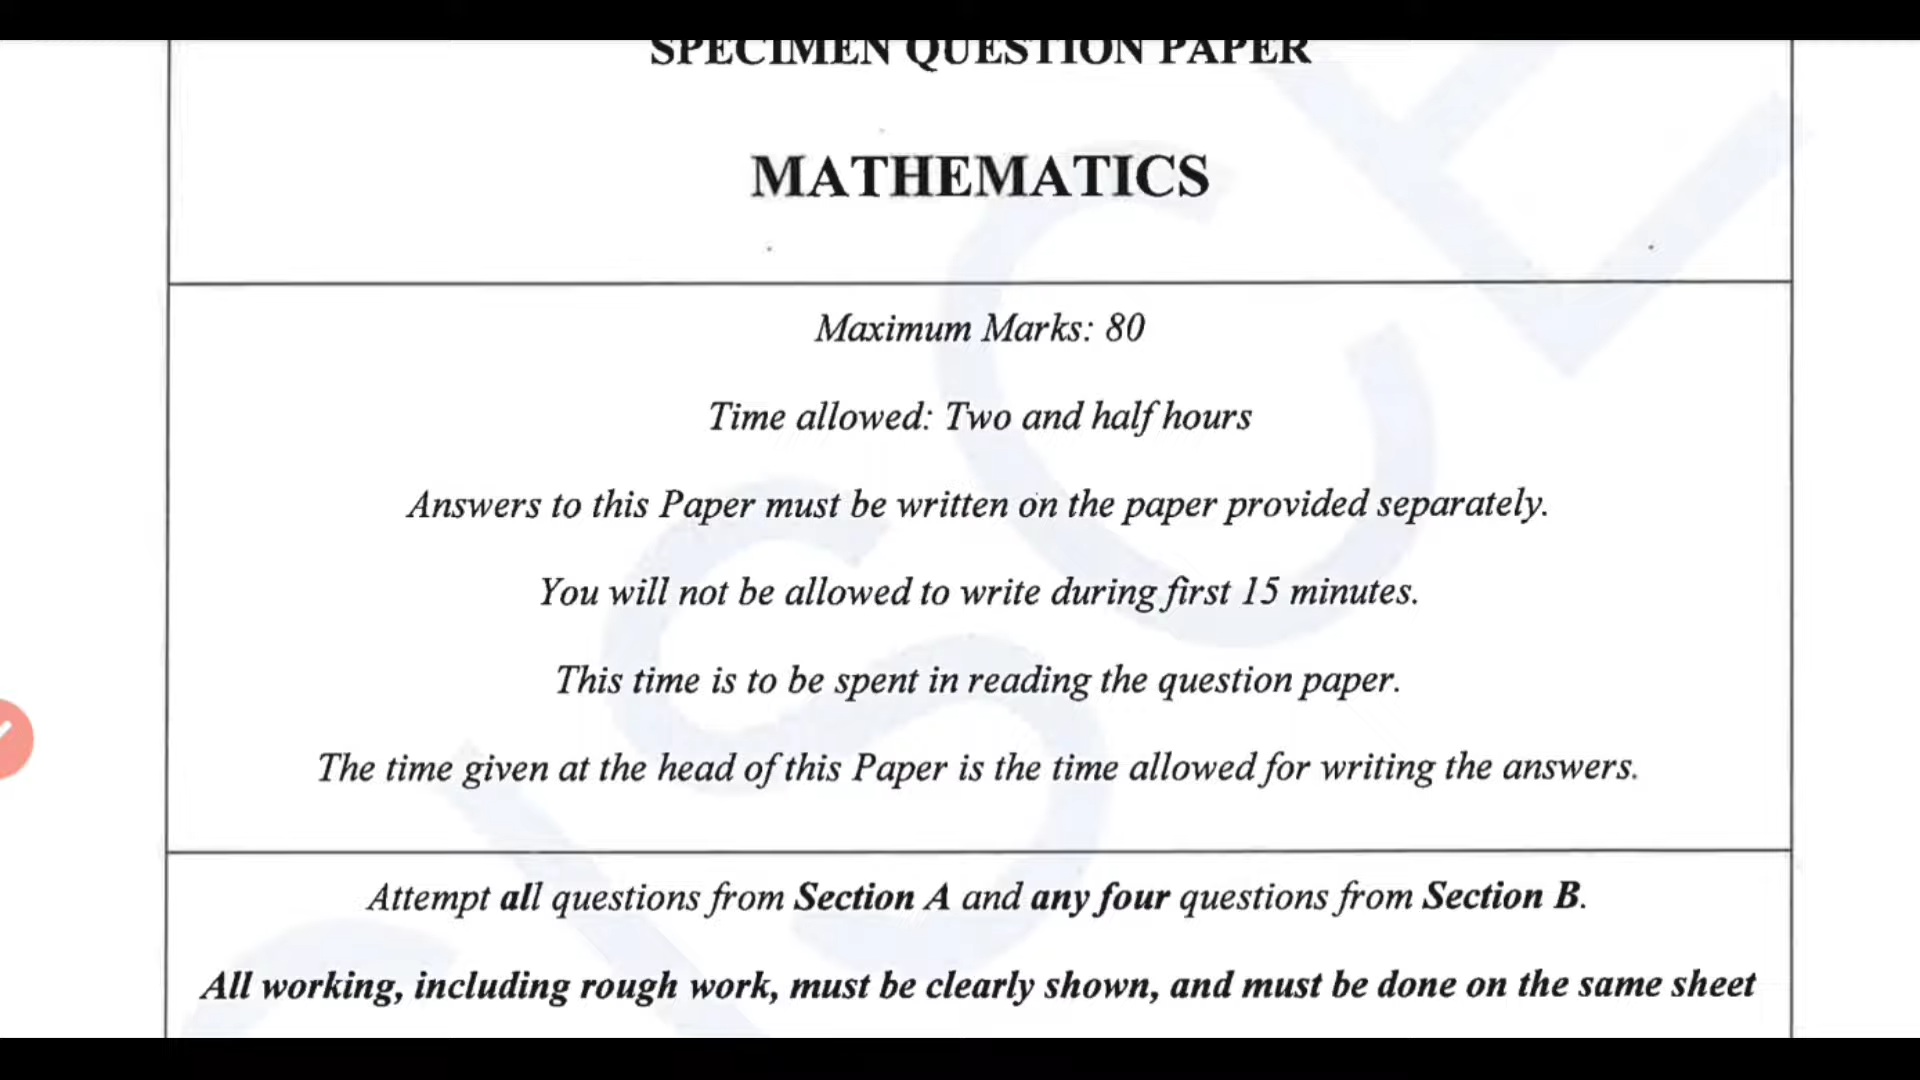 SPECIMEN QUESTION PAPER
MATHEMATICS
Maximum Marks: 80
Time allowed: Two and half hours
Answers to this Paper must be written on the paper provided separately.
You will not be allowed to write during first 15 minutes.
This time is to be spent in reading the question paper.
The time given at the head of this Paper is the time allowed for writing the answers.
Attempt all questions from Section A and any four questions from Section B.
All working, including rough work, must be clearly shown, and must be done on the same sheet